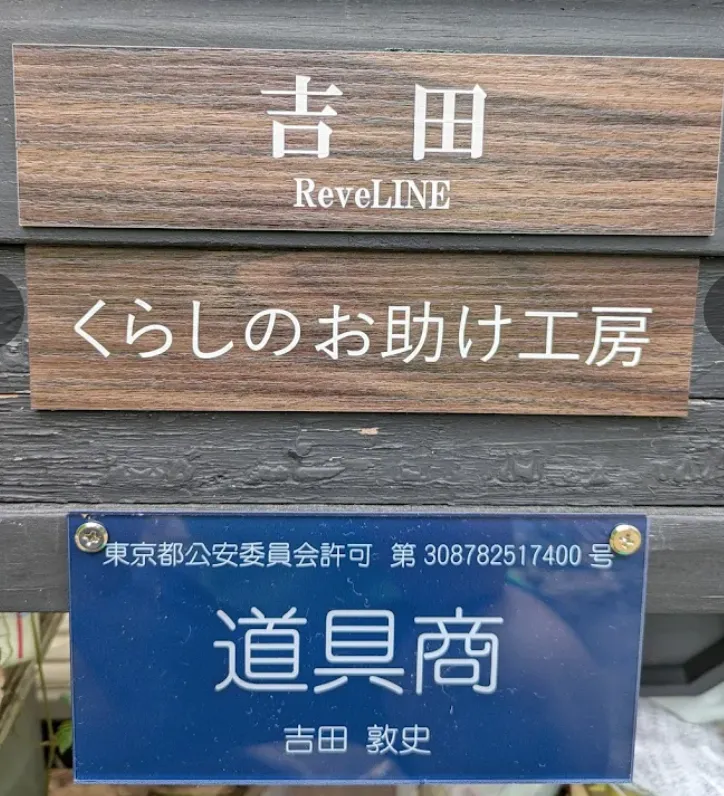 吉田
ReveLINE
くらしのお助け工房
東京都公安委員会許可 第 308782517400 号
道具商
吉田 敦史